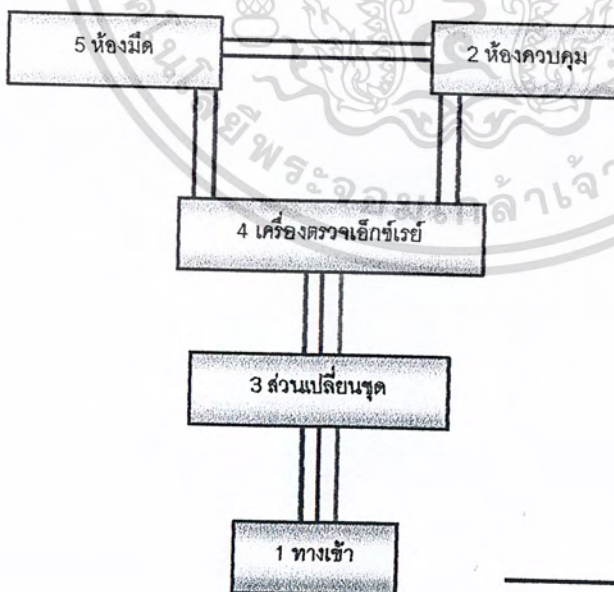 5 ห้องมืด
2 ห้องควบคุม
4 เครื่องตรวจเอ็กซ์เรย์
3 ส่วนเปลี่ยนชุด
1 ทางเข้า